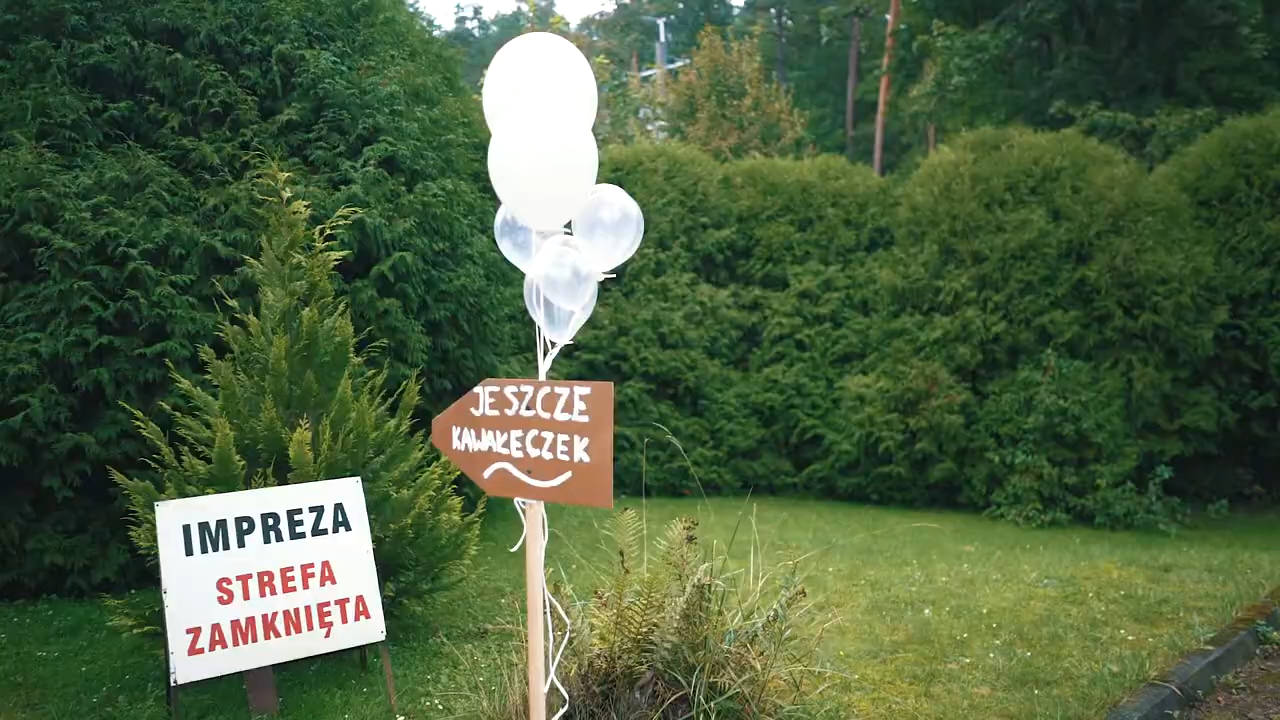 JESZCZE
KAWAŁECZEK
IMPREZA
STREFA
ZAMKNIĘTA